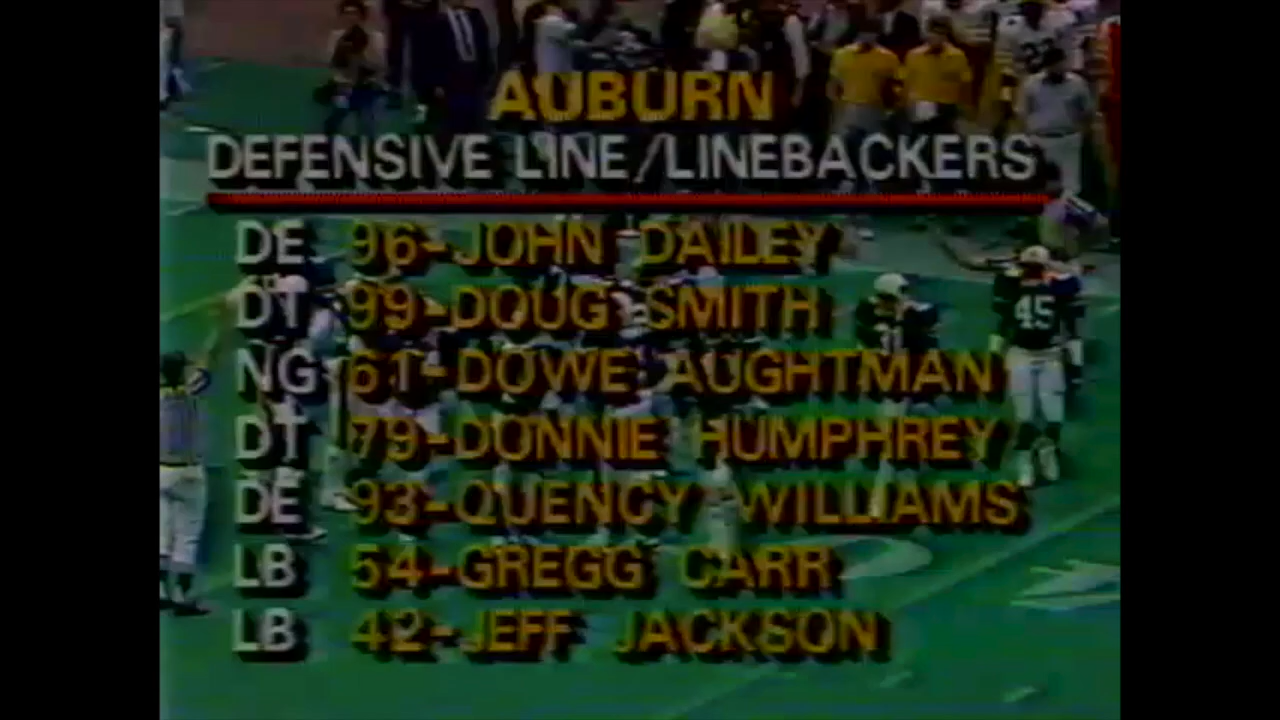 AUBURN
DEFENSIVE LINE/LINEBACKERS
DE 96-JOHN DAILEY
DT 99-DOUG SMITH
NG 61-DOWE AUGHTMAN
DT 79-DONNIE HUMPHREY
DE 93-QUENCY WILLIAMS
LB 54-GREGG CARR
LB 42-JEFF JACKSON
45